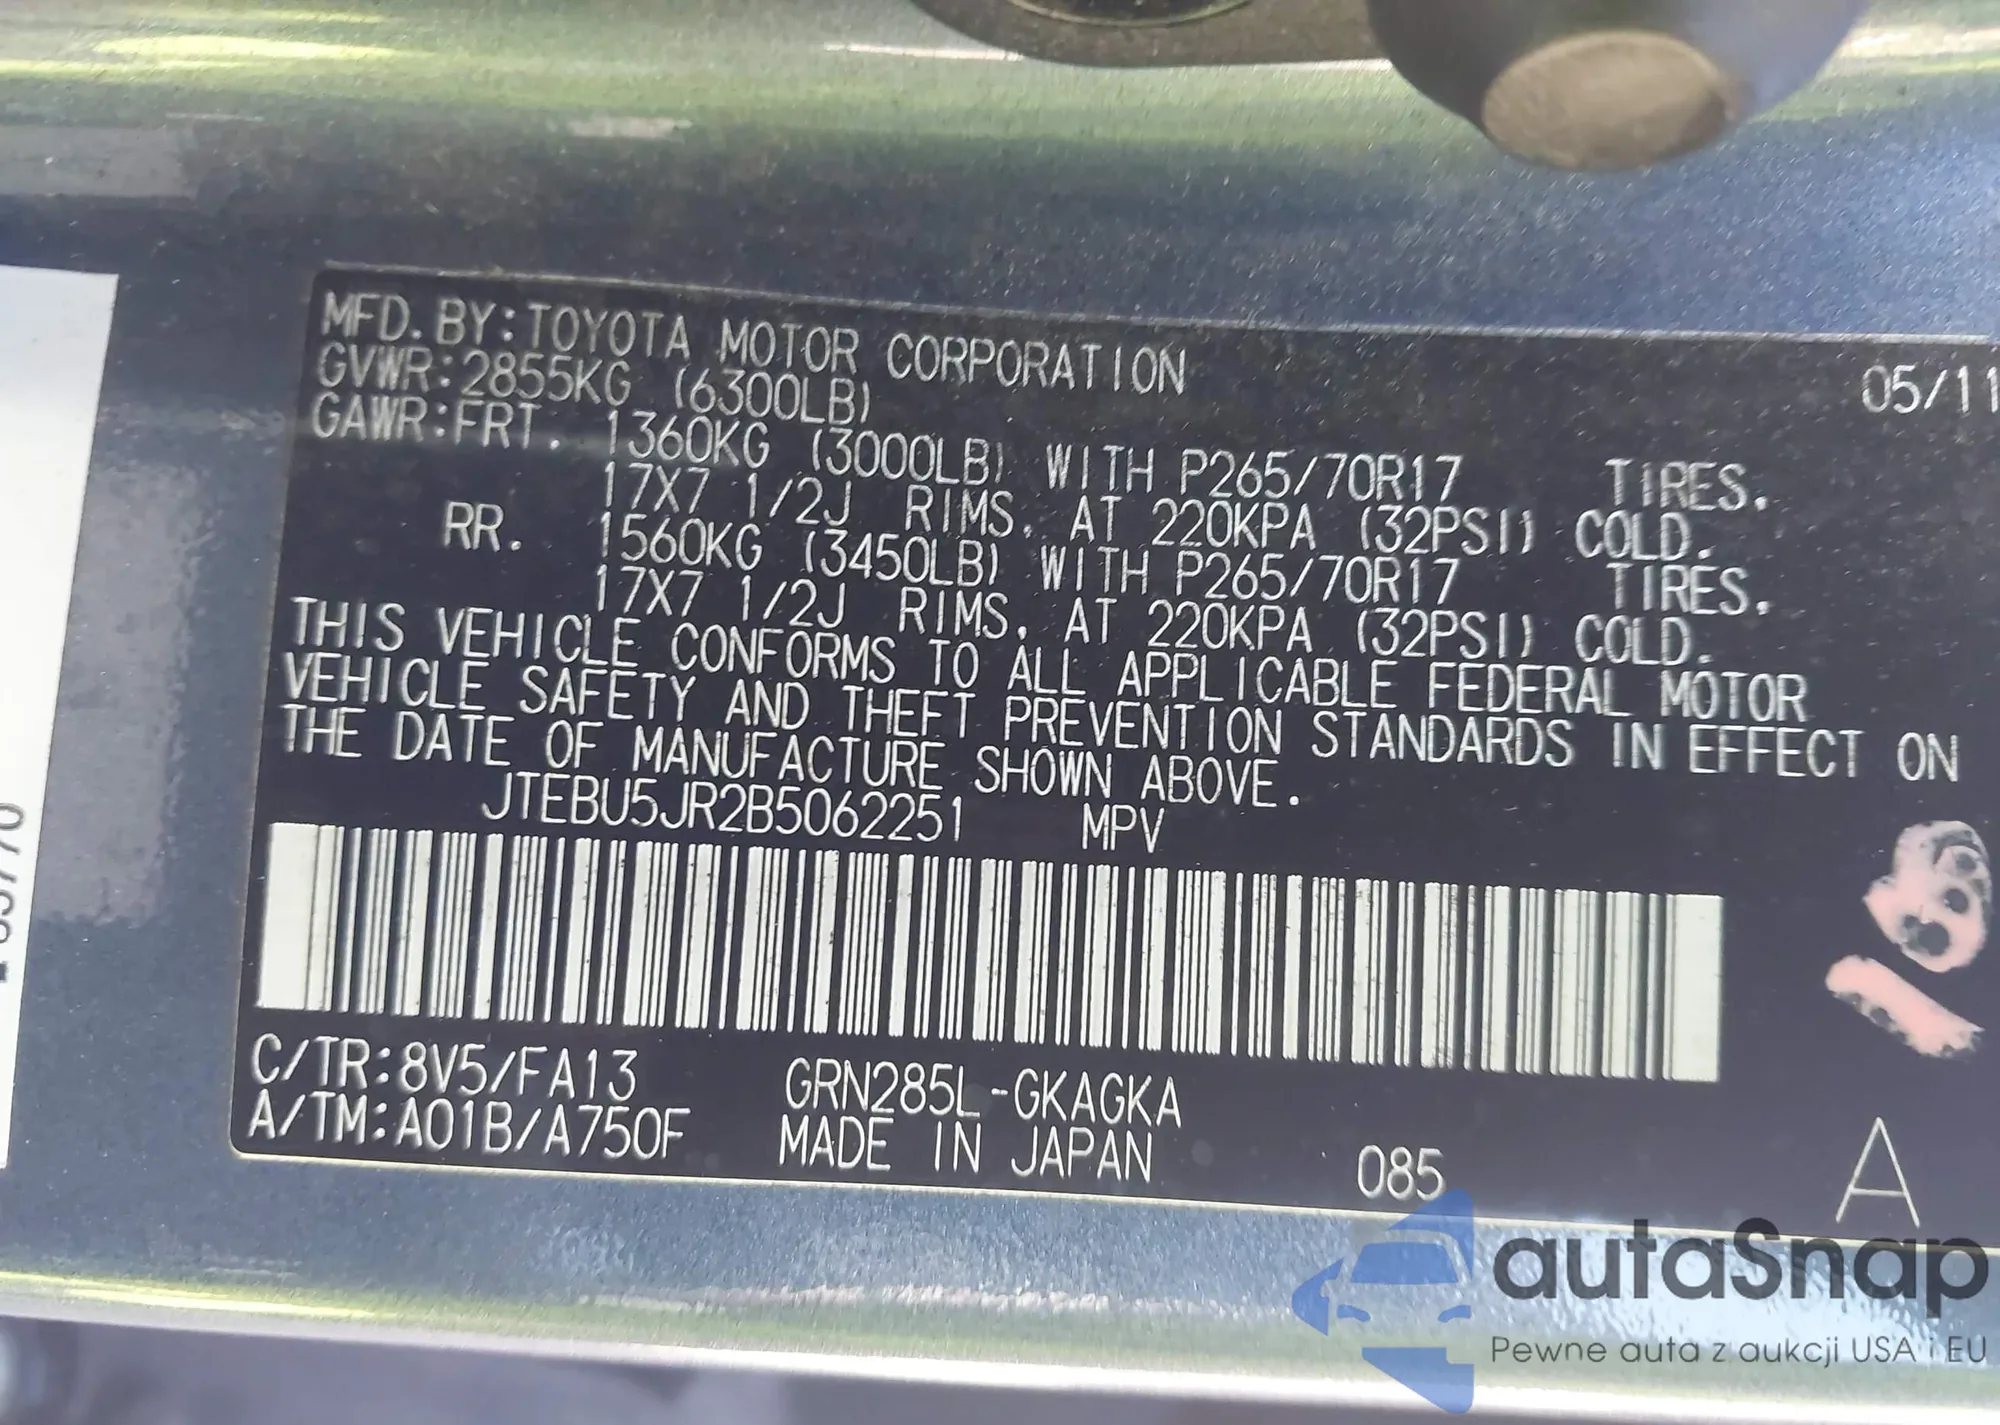 MFD.BY:TOYOTA MOTOR CORPORATION 05/11
GVWR:2855KG (6300LB)
GAWR:FRT. 1360KG (3000LB) WITH P265/70R17 TIRES.
17X7 1/2J RIMS. AT 220KPA (32PSI) COLD.
RR. 1560KG (3450LB) WITH P265/70R17 TIRES.
17X7 1/2J RIMS. AT 220KPA (32PSI) COLD.
THIS VEHICLE CONFORMS TO ALL APPLICABLE FEDERAL MOTOR
VEHICLE SAFETY AND THEFT PREVENTION STANDARDS IN EFFECT ON
THE DATE OF MANUFACTURE SHOWN ABOVE.
JTEBU5JR2B5062251 MPV
C/TR:8V5/FA13 GRN285L-GKAGKA
A/TM:A01B/A750F MADE IN JAPAN 085 A
autaSnap
Pewne auta z aukcji USA i EU